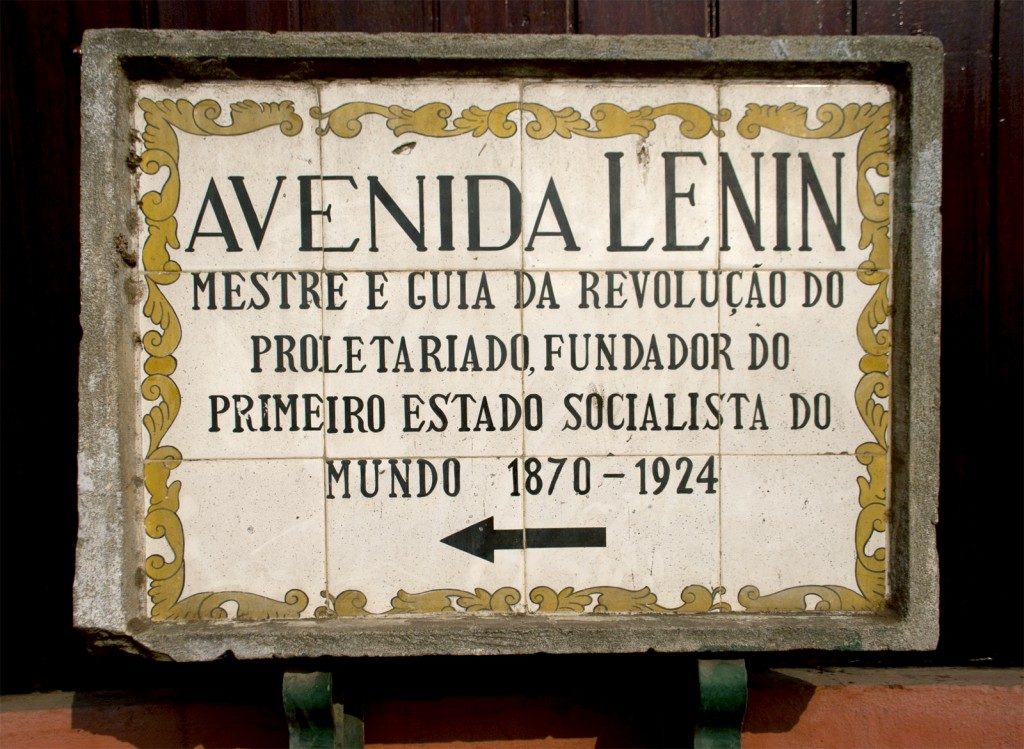 AVENIDA LENIN
MESTRE E GUIA DA REVOLUÇÃO DO
PROLETARIADO, FUNDADOR DO
PRIMEIRO ESTADO SOCIALISTA DO
MUNDO 1870 – 1924